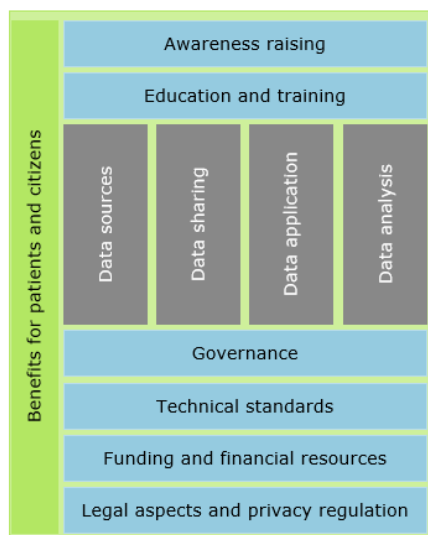 Benefits for patients and citizens
Awareness raising
Education and training
Data sources
Data sharing
Data application
Data analysis
Governance
Technical standards
Funding and financial resources
Legal aspects and privacy regulation